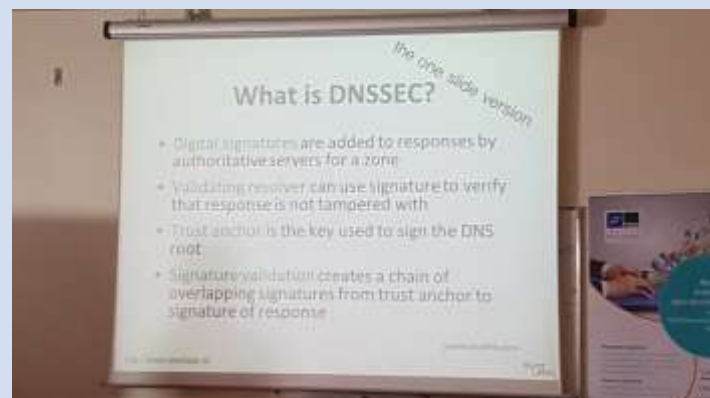 the one slide version
What is DNSSEC?
• Digital signatures are added to responses by
authoritative servers for a zone
• Validating resolver can use signature to verify
that response is not tampered with
• Trust anchor is the key used to sign the DNS
root
• Signature validation creates a chain of
overlapping signatures from trust anchor to
signature of response